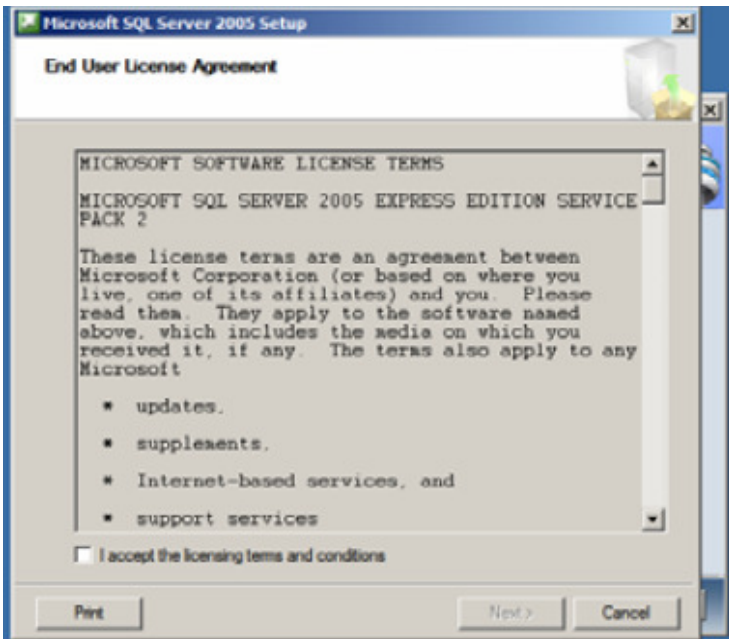 Microsoft SQL Server 2005 Setup
End User License Agreement
MICROSOFT SOFTWARE LICENSE TERMS
MICROSOFT SQL SERVER 2005 EXPRESS EDITION SERVICE
PACK 2
These license terms are an agreement between
Microsoft Corporation (or based on where you
live, one of its affiliates) and you.  Please
read them.  They apply to the software named
above, which includes the media on which you
received it, if any.  The terms also apply to any
Microsoft
* updates,
* supplements,
* Internet-based services, and
* support services
I accept the licensing terms and conditions
Print
Next >
Cancel